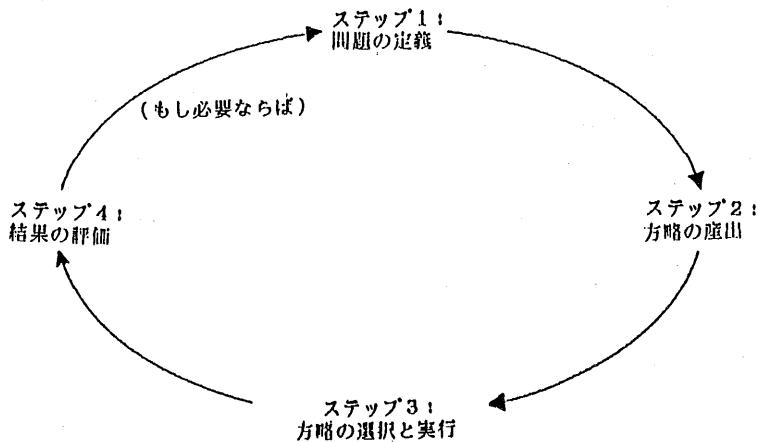 ステップ1:
問題の定義
(もし必要ならば)
ステップ4:
結果の評価
ステップ2:
方略の産出
ステップ3:
方略の選択と実行